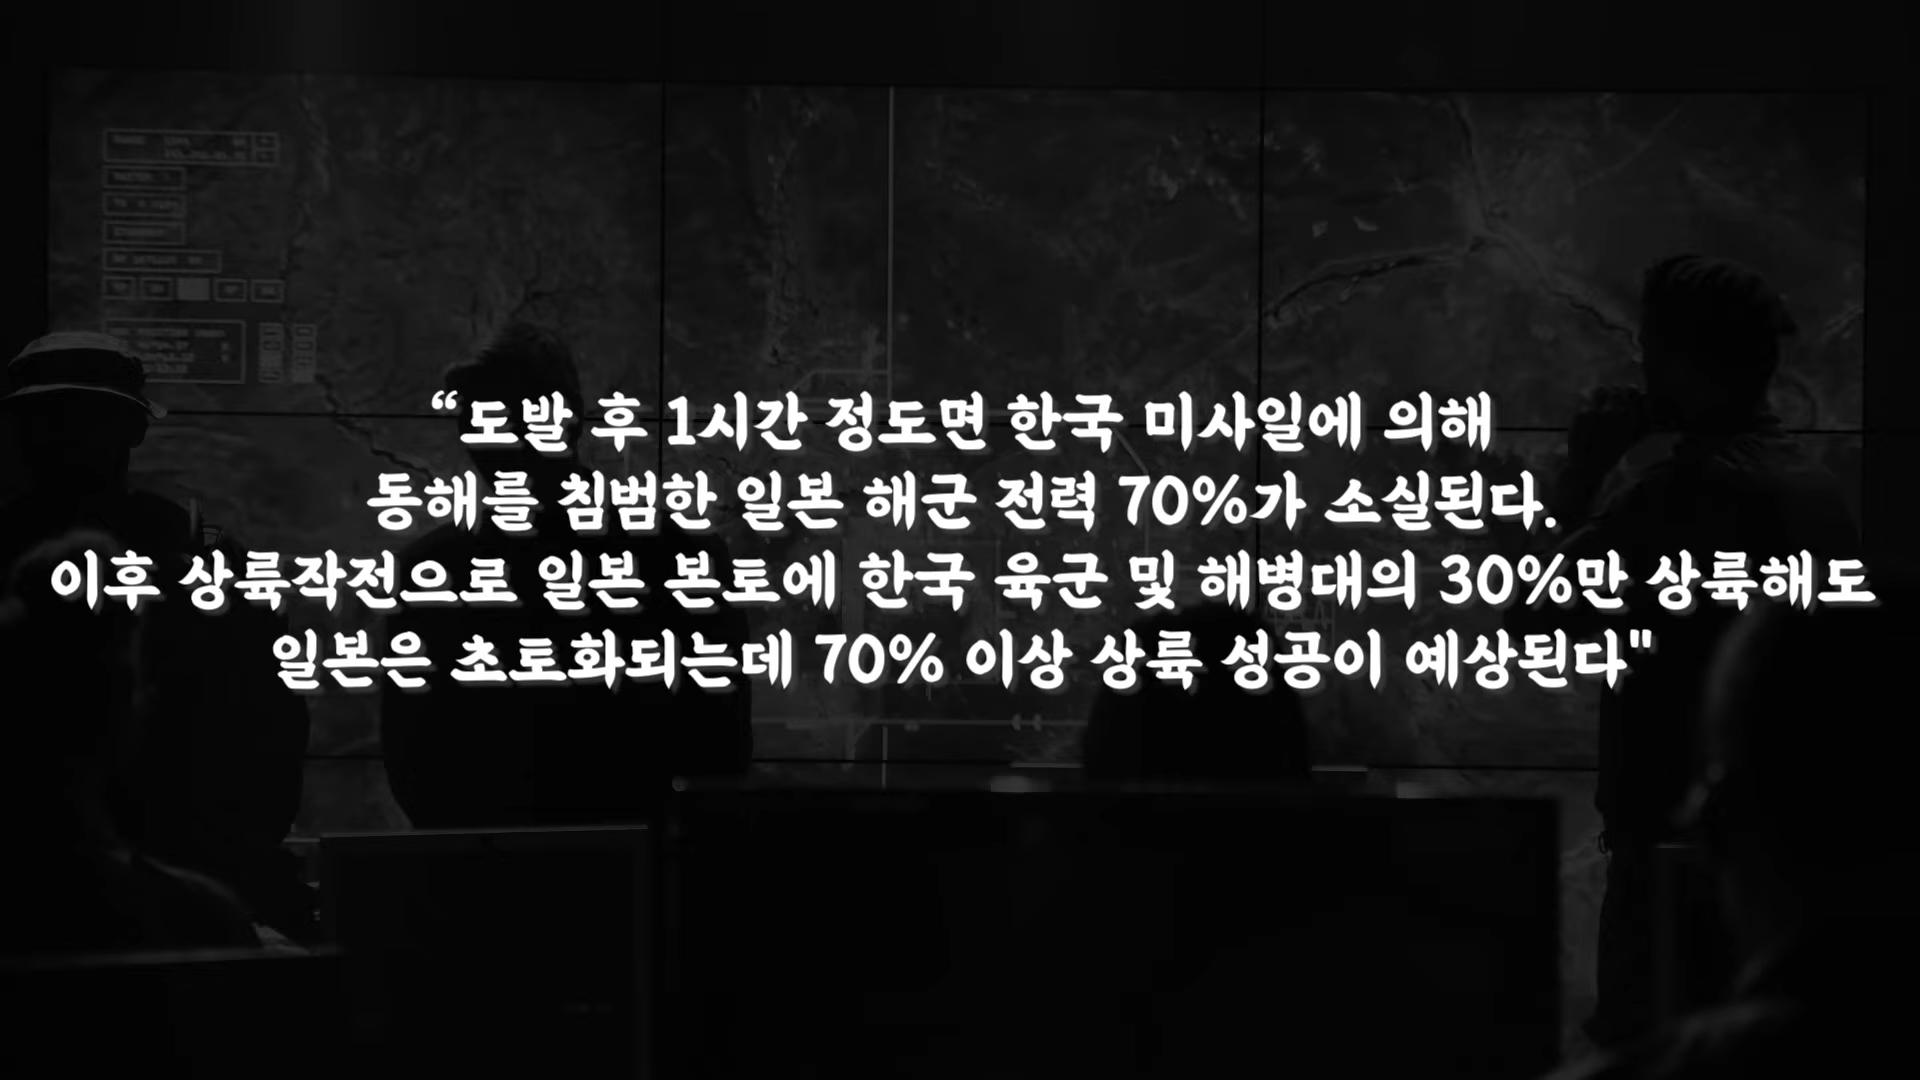 “도발 후 1시간 정도면 한국 미사일에 의해
동해를 침범한 일본 해군 전력 70%가 소실된다.
이후 상륙작전으로 일본 본토에 한국 육군 및 해병대의 30%만 상륙해도
일본은 초토화되는데 70% 이상 상륙 성공이 예상된다"